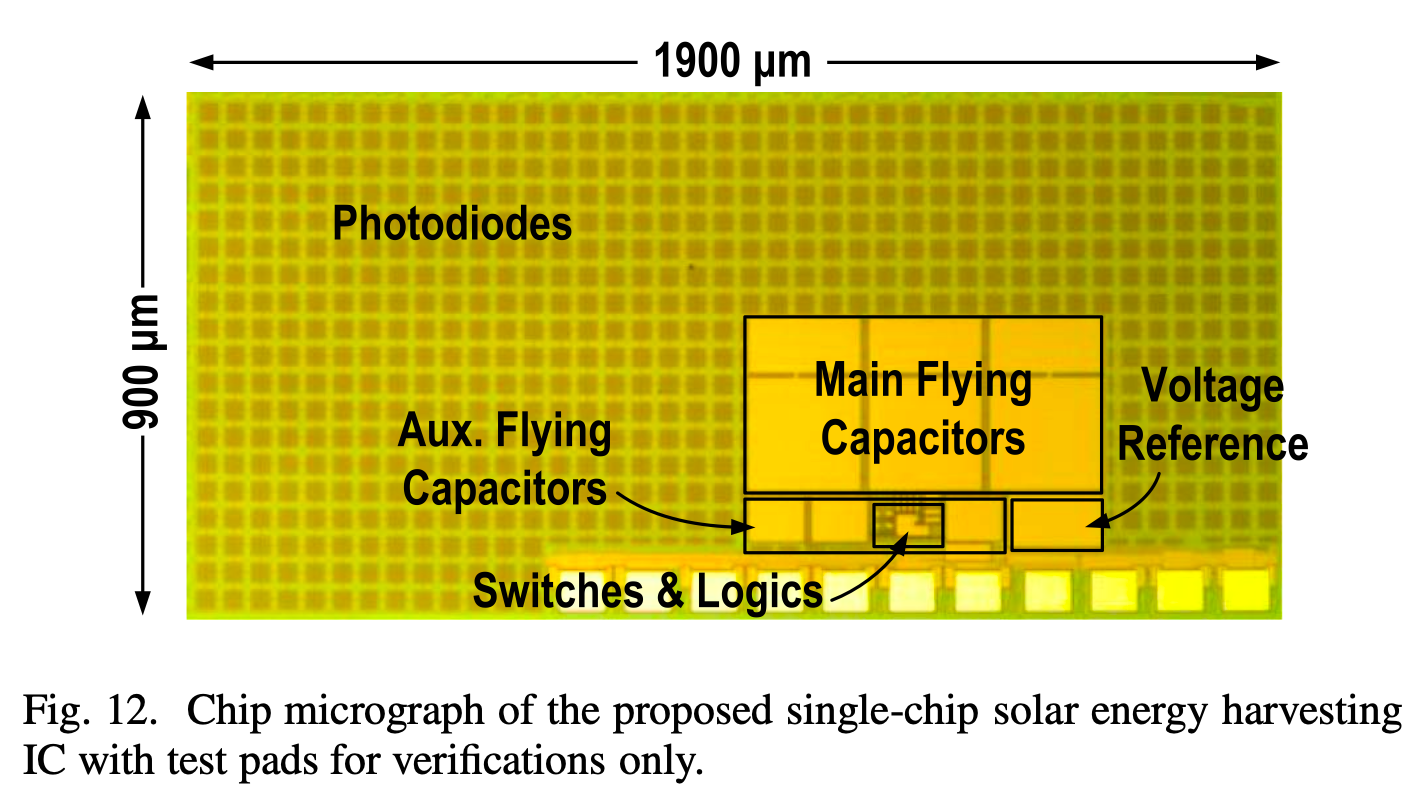 1900 µm
900 µm
Photodiodes
Main Flying
Capacitors
Voltage
Reference
Aux. Flying
Capacitors
Switches & Logics
Fig. 12. Chip micrograph of the proposed single-chip solar energy harvesting
IC with test pads for verifications only.